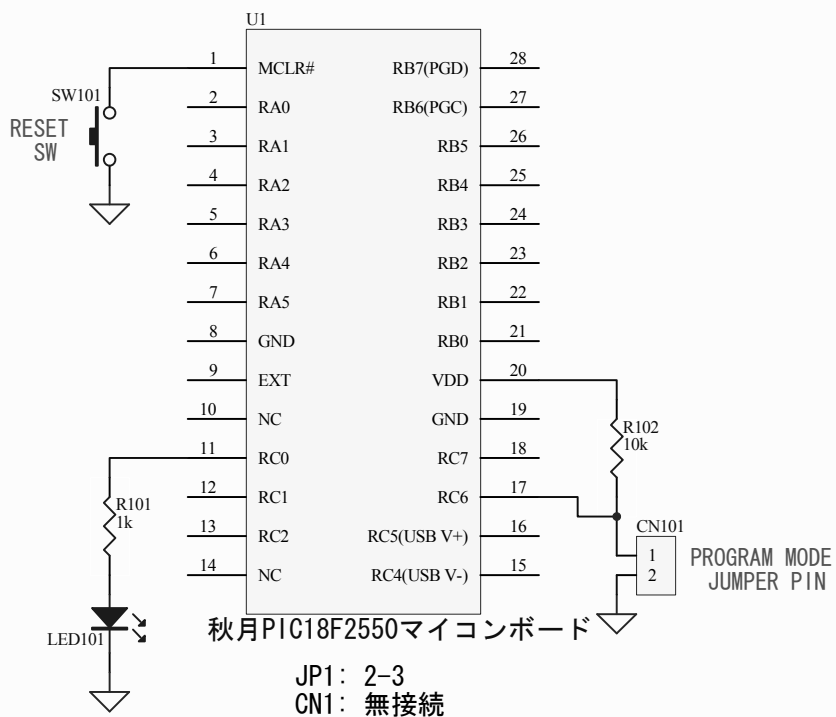 U1
1 MCLR# RB7(PGD) 28
SW101
2 RA0 RB6(PGC) 27
RESET
SW
3 RA1 RB5 26
4 RA2 RB4 25
5 RA3 RB3 24
6 RA4 RB2 23
7 RA5 RB1 22
8 GND RB0 21
9 EXT VDD 20
10 NC GND 19
R102
10k
11 RC0 RC7 18
12 RC1 RC6 17
R101
1k
CN101
13 RC2 RC5(USB V+) 16
1
2
PROGRAM MODE
JUMPER PIN
14 NC RC4(USB V-) 15
LED101
秋月PIC18F2550マイコンボード
JP1: 2-3
CN1: 無接続